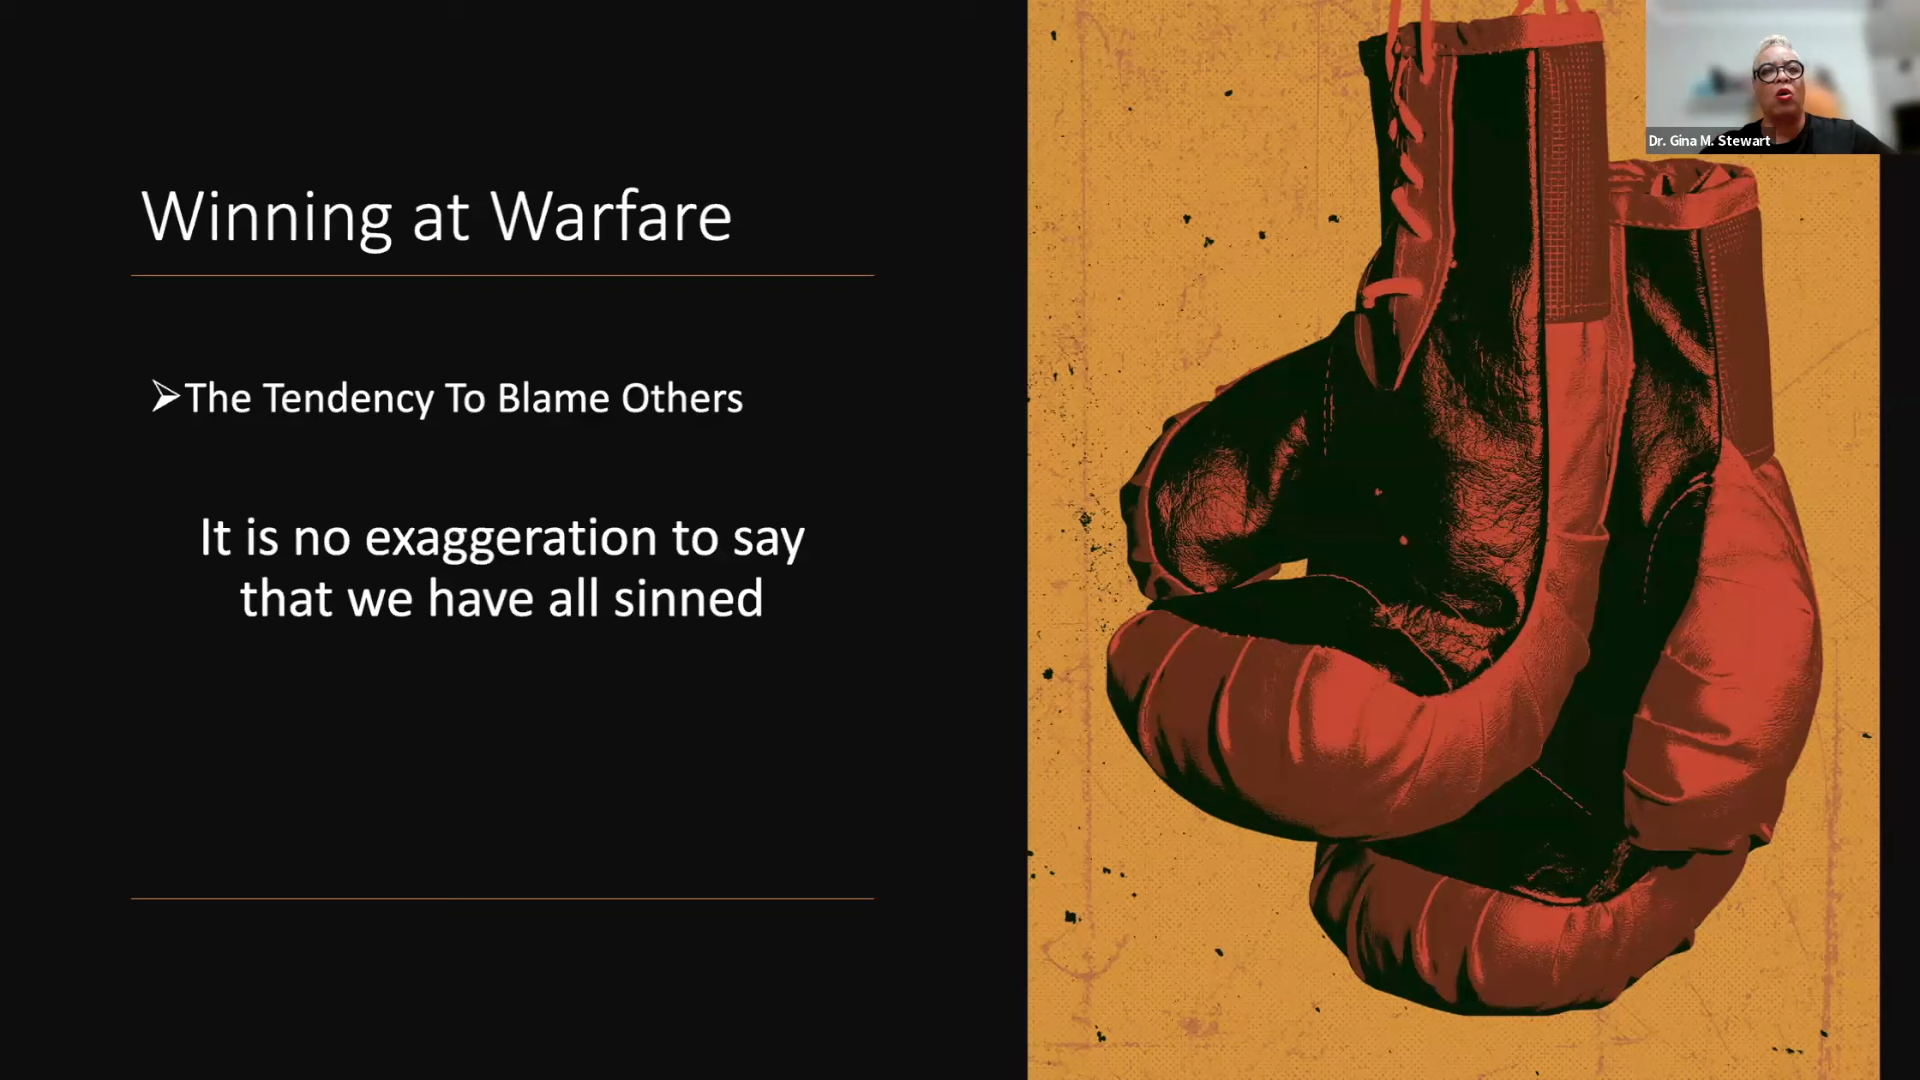 Dr. Gina M. Stewart
Winning at Warfare
➢The Tendency To Blame Others
It is no exaggeration to say
that we have all sinned